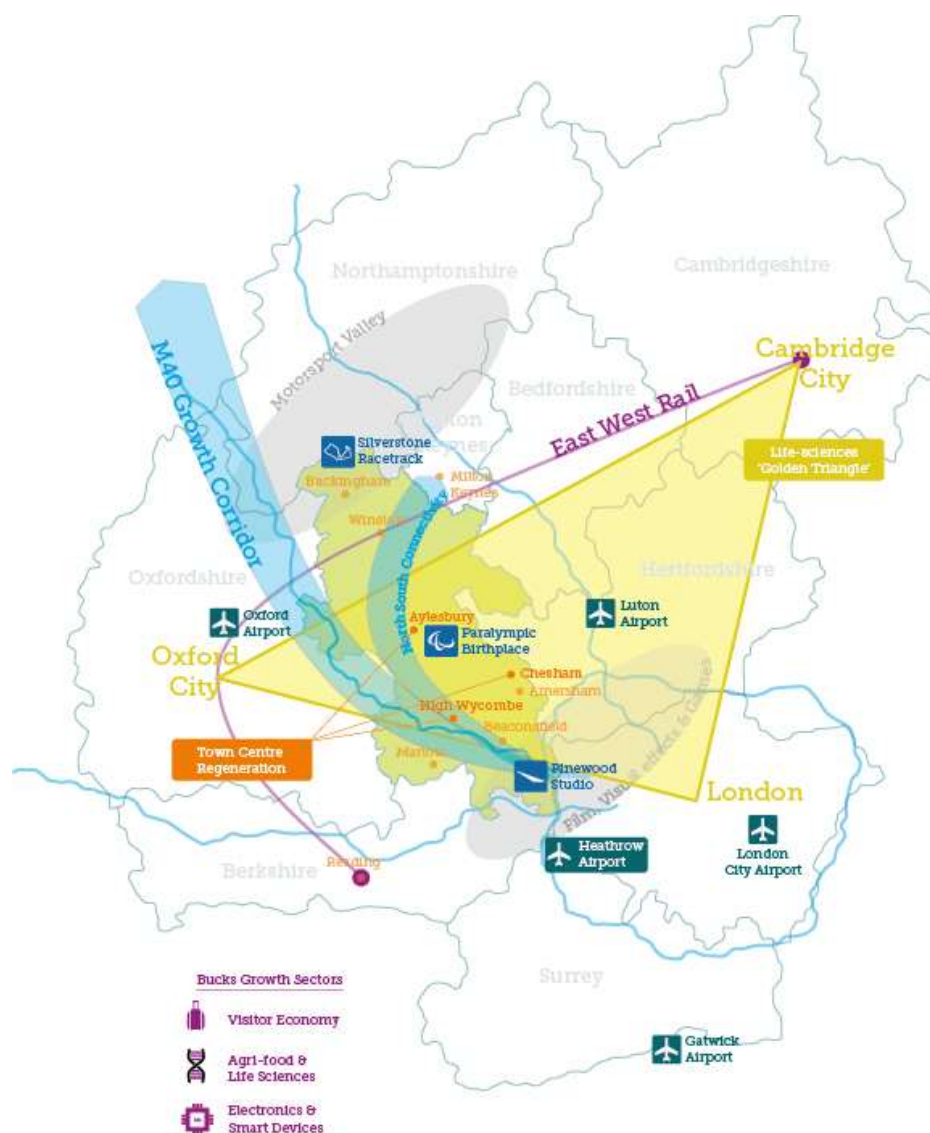 Northamptonshire
Cambridgeshire
Motorsport Valley
M40 Growth Corridor
Cambridge
City
Bedfordshire
East West Rail
Silverstone
Racetrack
Life-sciences
'Golden Triangle'
Buckingham
Milton
Keynes
Winslow
North South Connectivity
Oxfordshire
Hertfordshire
Oxford
Airport
Luton
Airport
Aylesbury
Paralympic
Birthplace
Oxford
City
Chesham
Amersham
High Wycombe
Beaconsfield
Town Centre
Regeneration
Marlow
Pinewood
Studio
Film, Visual effects & Games
London
Heathrow
Airport
London
City Airport
Reading
Berkshire
Surrey
Gatwick
Airport
Bucks Growth Sectors
Visitor Economy
Agri-food &
Life Sciences
Electronics &
Smart Devices